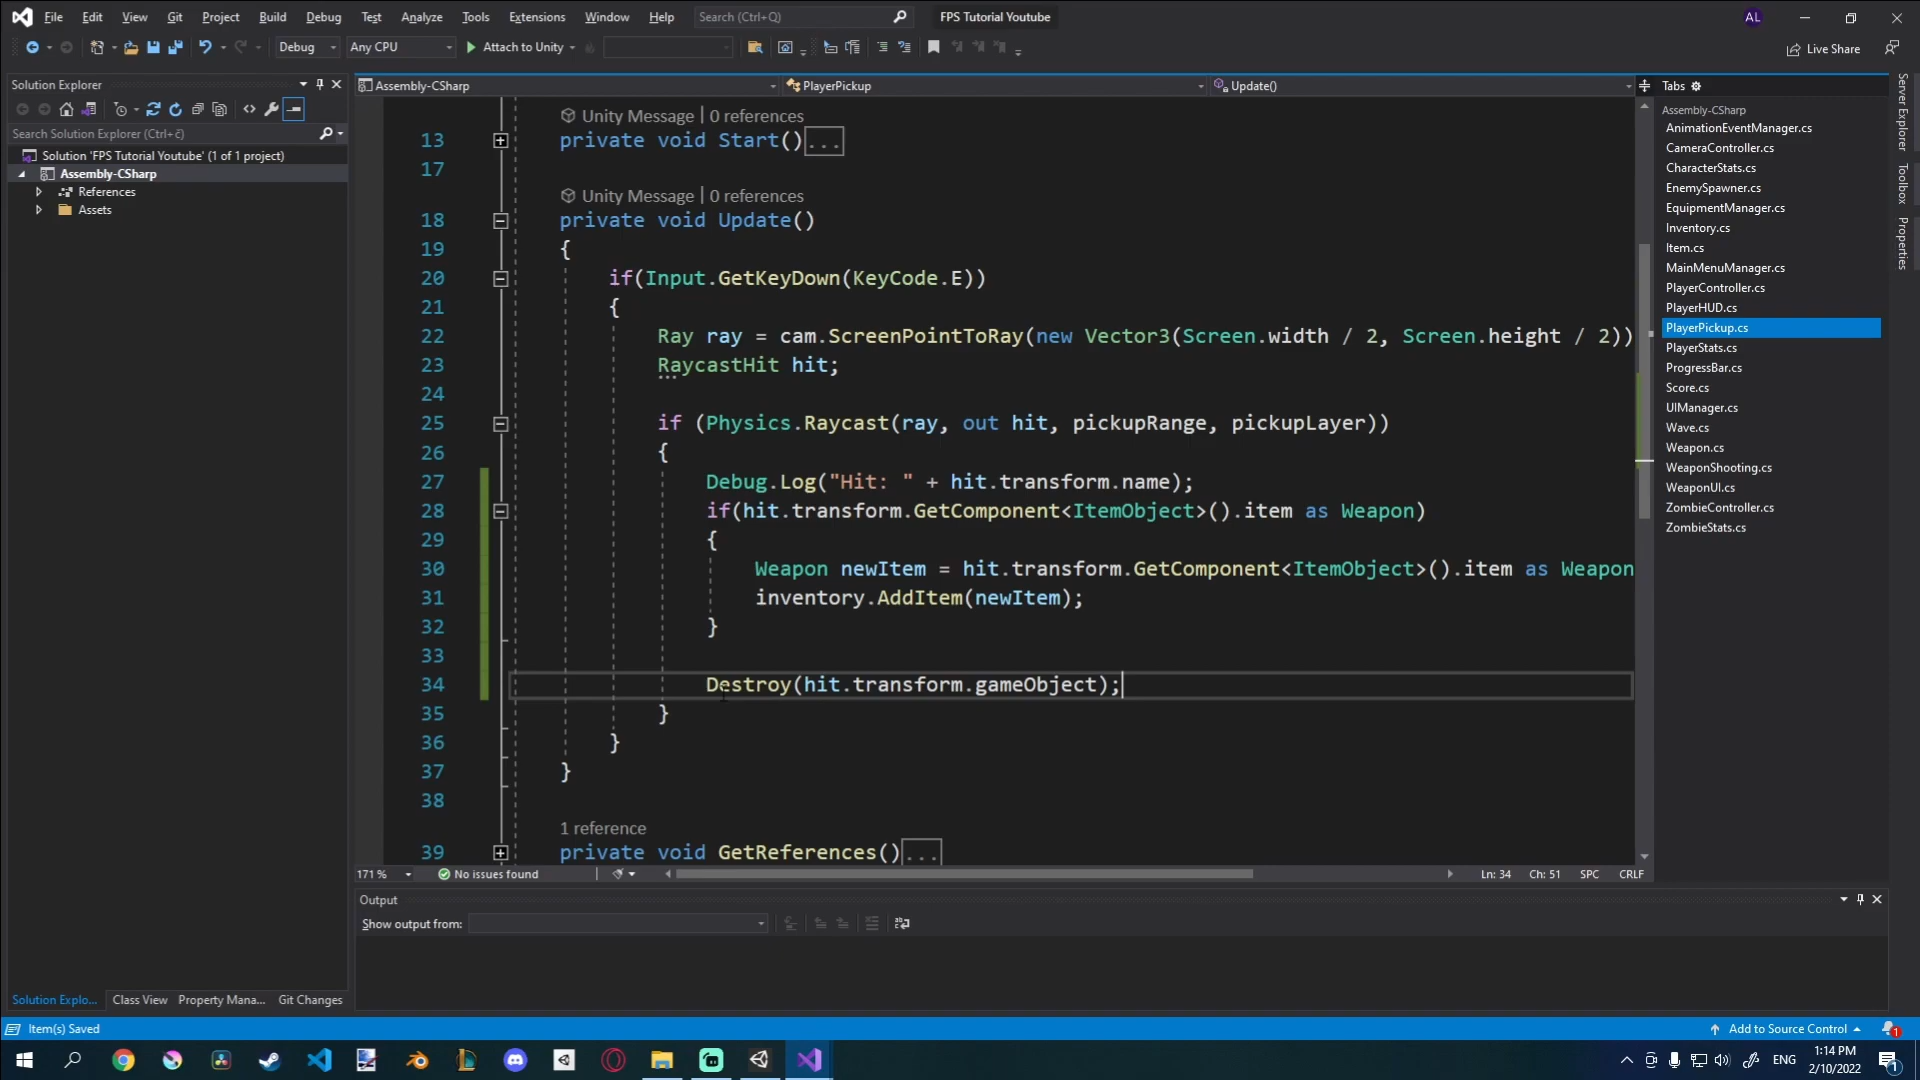 File Edit View Git Project Build Debug Test Analyze Tools Extensions Window Help Search (Ctrl+Q) FPS Tutorial Youtube AL
Debug Any CPU Attach to Unity Live Share
Solution Explorer
Search Solution Explorer (Ctrl+č)
Solution 'FPS Tutorial Youtube' (1 of 1 project)
Assembly-CSharp
References
Assets
Assembly-CSharp PlayerPickup Update()
Unity Message | 0 references
13 private void Start()...
17
Unity Message | 0 references
18 private void Update()
19 {
20 if(Input.GetKeyDown(KeyCode.E))
21 {
22 Ray ray = cam.ScreenPointToRay(new Vector3(Screen.width / 2, Screen.height / 2))
23 RaycastHit hit;
24
25 if (Physics.Raycast(ray, out hit, pickupRange, pickupLayer))
26 {
27 Debug.Log("Hit: " + hit.transform.name);
28 if(hit.transform.GetComponent<ItemObject>().item as Weapon)
29 {
30 Weapon newItem = hit.transform.GetComponent<ItemObject>().item as Weapon
31 inventory.AddItem(newItem);
32 }
33
34 Destroy(hit.transform.gameObject);
35 }
36 }
37 }
38
1 reference
39 private void GetReferences()...
171 % No issues found Ln: 34 Ch: 51 SPC CRLF
Output
Show output from:
Tabs
Assembly-CSharp
AnimationEventManager.cs
CameraController.cs
CharacterStats.cs
EnemySpawner.cs
EquipmentManager.cs
Inventory.cs
Item.cs
MainMenuManager.cs
PlayerController.cs
PlayerHUD.cs
PlayerPickup.cs
PlayerStats.cs
ProgressBar.cs
Score.cs
UIManager.cs
Wave.cs
Weapon.cs
WeaponShooting.cs
WeaponUI.cs
ZombieController.cs
ZombieStats.cs
Server Explorer
Toolbox
Properties
Solution Explo... Class View Property Mana... Git Changes
Item(s) Saved Add to Source Control 1
ENG 1:14 PM
2/10/2022 1